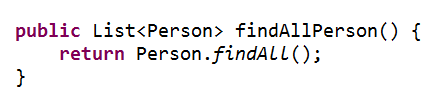 public List<Person> findAllPerson() {
    return Person.findAll();
}